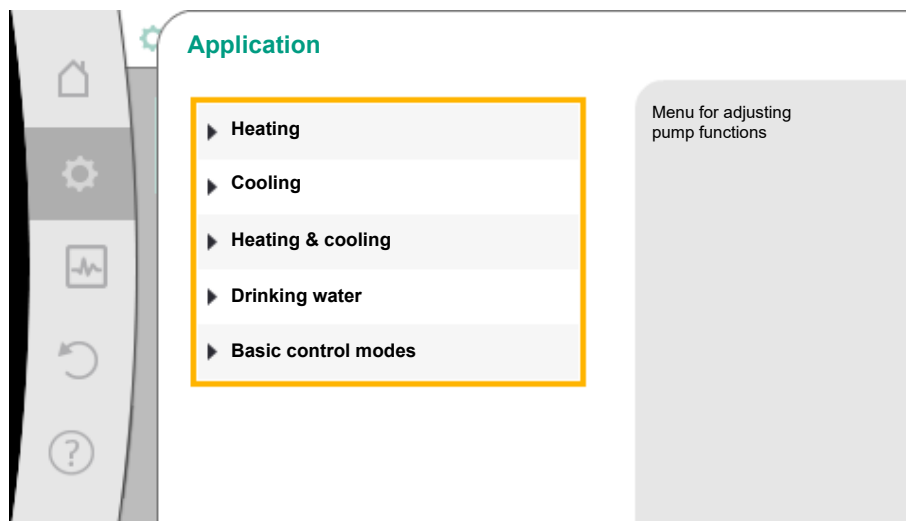 Application
Heating
Cooling
Heating & cooling
Drinking water
Basic control modes
Menu for adjusting
pump functions
?